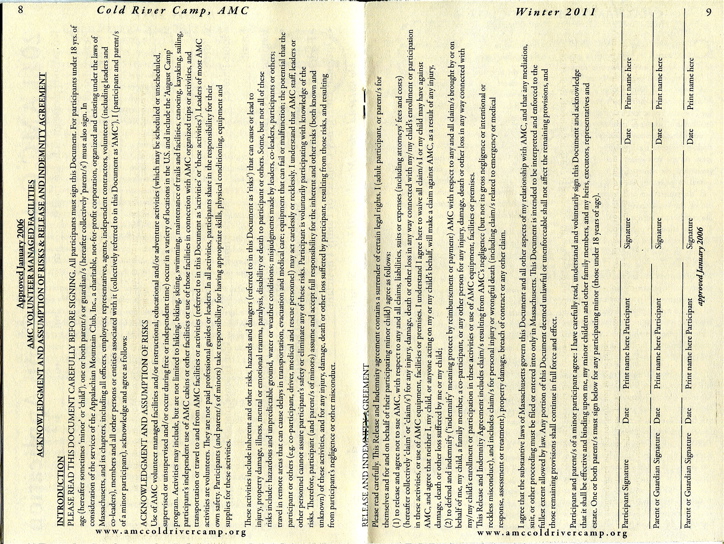 8
Cold River Camp, AMC
Approved January 2006
AMC VOLUNTEER MANAGED FACILITIES
ACKNOWLEDGMENT AND ASSUMPTION OF RISKS & RELEASE AND INDEMNITY AGREEMENT
INTRODUCTION
PLEASE READ THIS DOCUMENT CAREFULLY BEFORE SIGNING. All participants must sign this Document. For participants under 18 yrs. of
age (hereafter sometimes 'minor' or 'child'), one or both parent/s or guardian/s (hereafter collectively 'parent/s') must also sign. In
consideration of the services of the Appalachian Mountain Club, Inc., a charitable, not-for-profit corporation, organized and existing under the laws of
Massachusetts, and its chapters, including all officers, employees, representatives, agents, independent contractors, volunteers (including leaders and
co-leaders), members and all other persons or entities associated with it (collectively referred to in this Document as 'AMC'), I (participant and parent/s
of a minor participant), acknowledge and agree as follows:
ACKNOWLEDGMENT AND ASSUMPTION OF RISKS
Use of AMC Volunteer managed facilities and/or instructional, educational and/or adventure activities (which may be scheduled or unscheduled,
supervised or unsupervised and/or occur during free or independent time) occur in a variety of locations in the U.S. and include the 'August Camp'
program. Activities may include, but are not limited to hiking, biking, skiing, swimming, maintenance of trails and facilities, canoeing, kayaking, sailing,
participant's independent use of AMC cabins or other facilities or use of those facilities in connection with AMC organized trips or activities, and
transportation or travel to and from AMC facilities or activities (referred to in this Document as 'activities' or 'these activities'). Leaders of most AMC
activities are volunteers. They are not paid professional guides or leaders. In all activities, participants share in the responsibility for their
own safety. Participants (and parent/s of minors) take responsibility for having appropriate skills, physical conditioning, equipment and
supplies for these activities.
These activities include inherent and other risks, hazards and dangers (referred to in this Document as 'risks') that can cause or lead to
injury, property damage, illness, mental or emotional trauma, paralysis, disability or death to participant or others. Some, but not all of these
risks include: hazardous and unpredictable ground, water or weather conditions; misjudgments made by leaders, co-leaders, participants or others;
travel in remote areas that can cause delays in transportation, evacuations and medical care; equipment that can fail or malfunction; the potential that the
participant or others (e.g. co-participant, driver, medical and rescue personnel) may act carelessly or recklessly. I understand that AMC staff, leaders or
other personnel cannot assure participant's safety or eliminate any of these risks. Participant is voluntarily participating with knowledge of the
risks. Therefore, participant (and parent/s of minors) assume and accept full responsibility for the inherent and other risks (both known and
unknown) of these activities, and for any injury, damage, death or other loss suffered by participant, resulting from those risks, and resulting
from participant's negligence or other misconduct.
www.amccoldrivercamp.org
Winter 2011
9
RELEASE AND INDEMNITY AGREEMENT
Please read carefully. This Release and Indemnity agreement contains a surrender of certain legal rights. I (adult participant, or parent/s for
themselves and for and on behalf of their participating minor child) agree as follows:
(1) to release and agree not to sue AMC, with respect to any and all claims, liabilities, suits or expenses (including attorneys' fees and costs)
(hereafter collectively 'claim' or 'claim/s') for any injury, damage, death or other loss in any way connected with my/my child's enrollment or participation
in these activities, or use of AMC equipment, facilities or premises. I understand I agree here to waive all claim/s I or my child may have against
AMC, and agree that neither I, my child, or anyone acting on my or my child's behalf, will make a claim against AMC, as a result of any injury,
damage, death or other loss suffered by me or my child;
(2) to defend and indemnify ('indemnify' meaning protect by reimbursement or payment) AMC with respect to any and all claim/s brought by or on
behalf of me, my child, a family member, a co-participant, or any other person for any injury, damage, death or other loss in any way connected with
my/my child's enrollment or participation in these activities or use of AMC equipment, facilities or premises.
This Release and Indemnity Agreement includes claim/s resulting from AMC's negligence (but not its gross negligence or intentional or
reckless misconduct), and includes claim/s for personal injury or wrongful death (including claim/s related to emergency or medical
response, assessment or treatment), property damage, breach of contract or any other claim.
I agree that the substantive laws of Massachusetts govern this Document and all other aspects of my relationship with AMC, and that any mediation,
suit, or other proceeding must be filed or entered into only in Massachusetts. This Document is intended to be interpreted and enforced to the
fullest extent allowed by law. Any portion of this Document deemed unlawful or unenforceable shall not affect the remaining provisions, and
those remaining provisions shall continue in full force and effect.
Participant and parent/s of a minor participant agree: I have carefully read, understand and voluntarily sign this Document and acknowledge
that it shall be effective and binding upon me, my minor children and other family members, and my heirs, executors, representatives and
estate. One or both parent/s must sign below for any participating minor (those under 18 years of age).
Participant Signature Date Print name here Participant Signature Date Print name here
Parent or Guardian Signature Date Print name here Participant Signature Date Print name here
Parent or Guardian Signature Date Print name here Participant Signature Date Print name here
approved January 2006
www.amccoldrivercamp.org